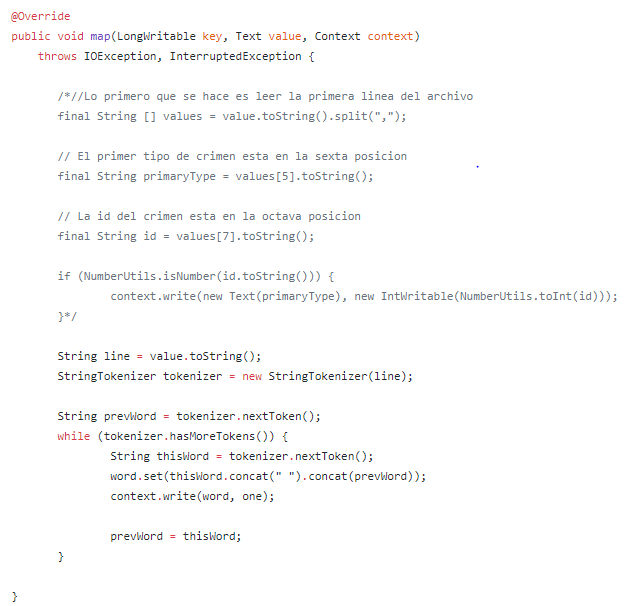 @Override
public void map(LongWritable key, Text value, Context context)
    throws IOException, InterruptedException {

       /*//Lo primero que se hace es leer la primera linea del archivo
       final String [] values = value.toString().split(",");

       // El primer tipo de crimen esta en la sexta posicion
       final String primaryType = values[5].toString();

       // La id del crimen esta en la octava posicion
       final String id = values[7].toString();

       if (NumberUtils.isNumber(id.toString())) {
               context.write(new Text(primaryType), new IntWritable(NumberUtils.toInt(id)));
       }*/

       String line = value.toString();
       StringTokenizer tokenizer = new StringTokenizer(line);

       String prevWord = tokenizer.nextToken();
       while (tokenizer.hasMoreTokens()) {
               String thisWord = tokenizer.nextToken();
               word.set(thisWord.concat(" ").concat(prevWord));
               context.write(word, one);

               prevWord = thisWord;
       }

}